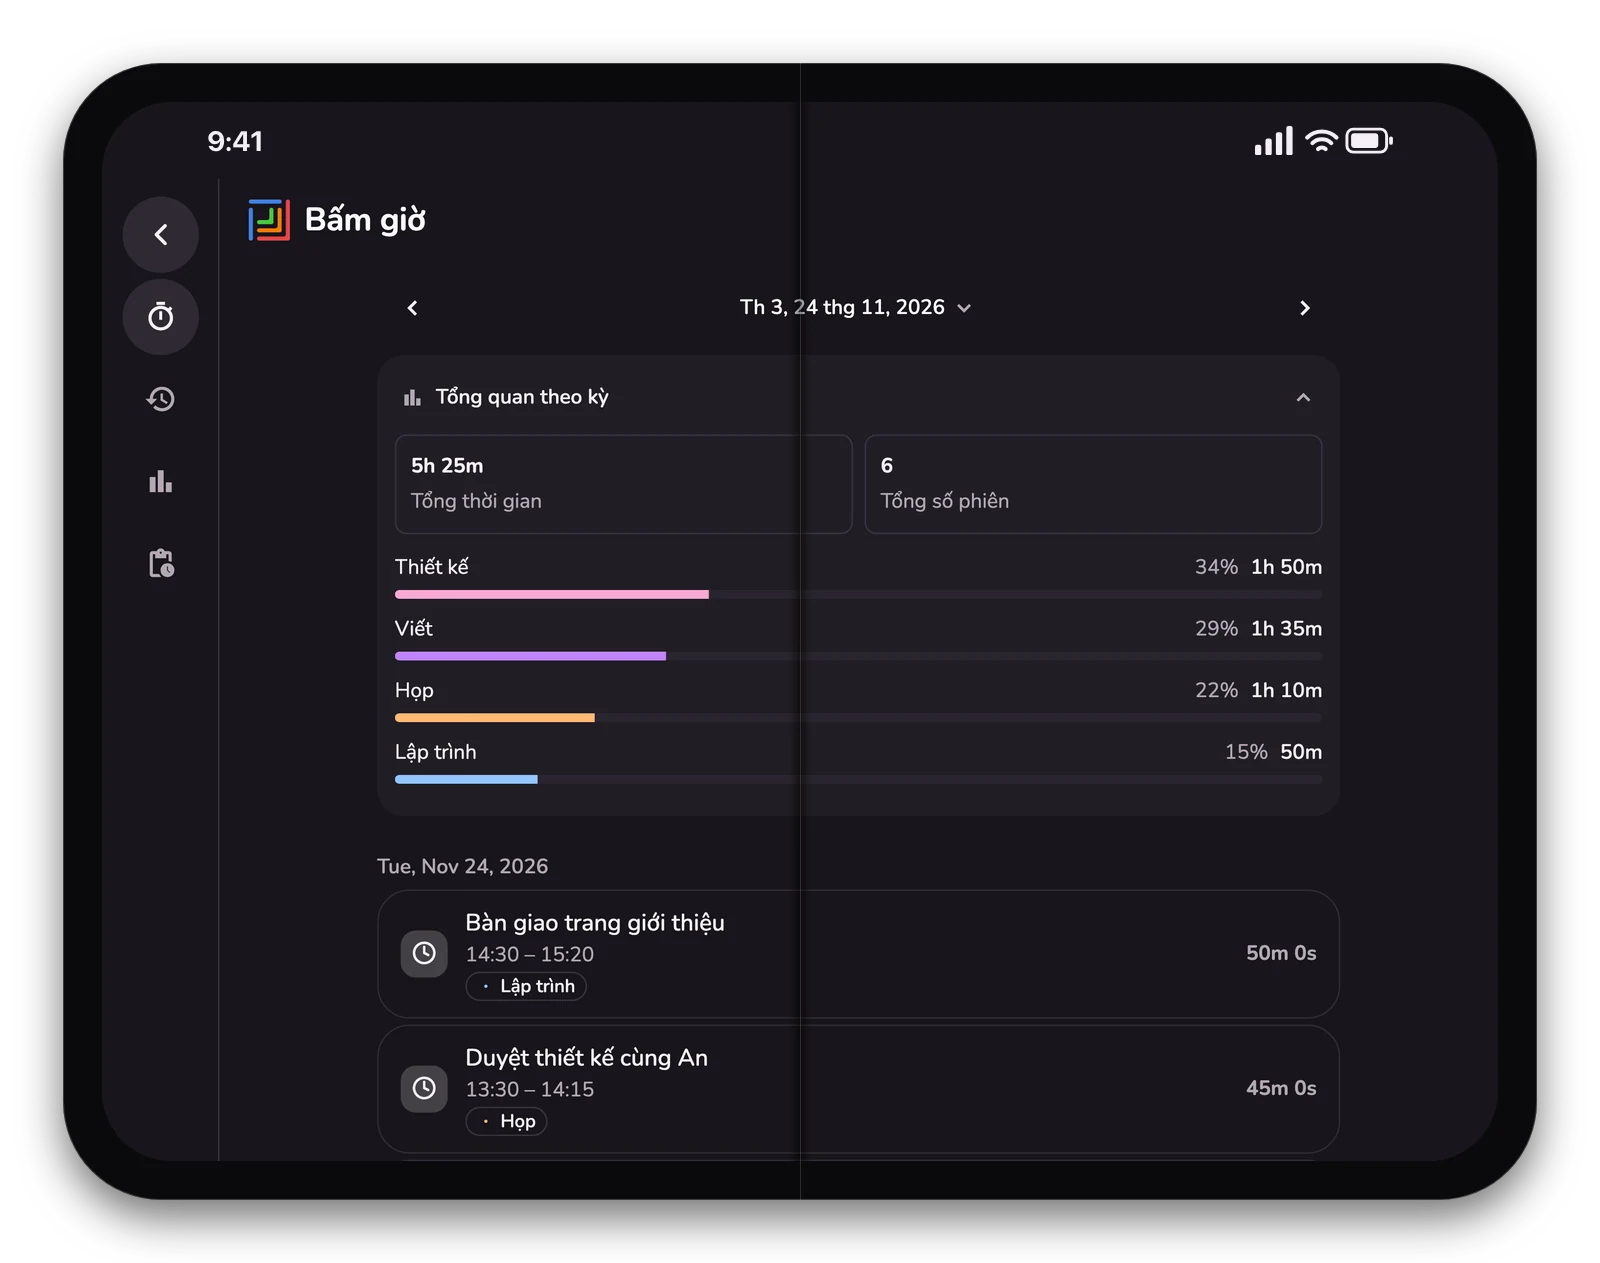 9:41
Bấm giờ
Th 3, 24 thg 11, 2026
Tổng quan theo kỳ
5h 25m
Tổng thời gian
6
Tổng số phiên
Thiết kế 34% 1h 50m
Viết 29% 1h 35m
Họp 22% 1h 10m
Lập trình 15% 50m
Tue, Nov 24, 2026
Bàn giao trang giới thiệu
14:30 – 15:20
50m 0s
Lập trình
Duyệt thiết kế cùng An
13:30 – 14:15
45m 0s
Họp